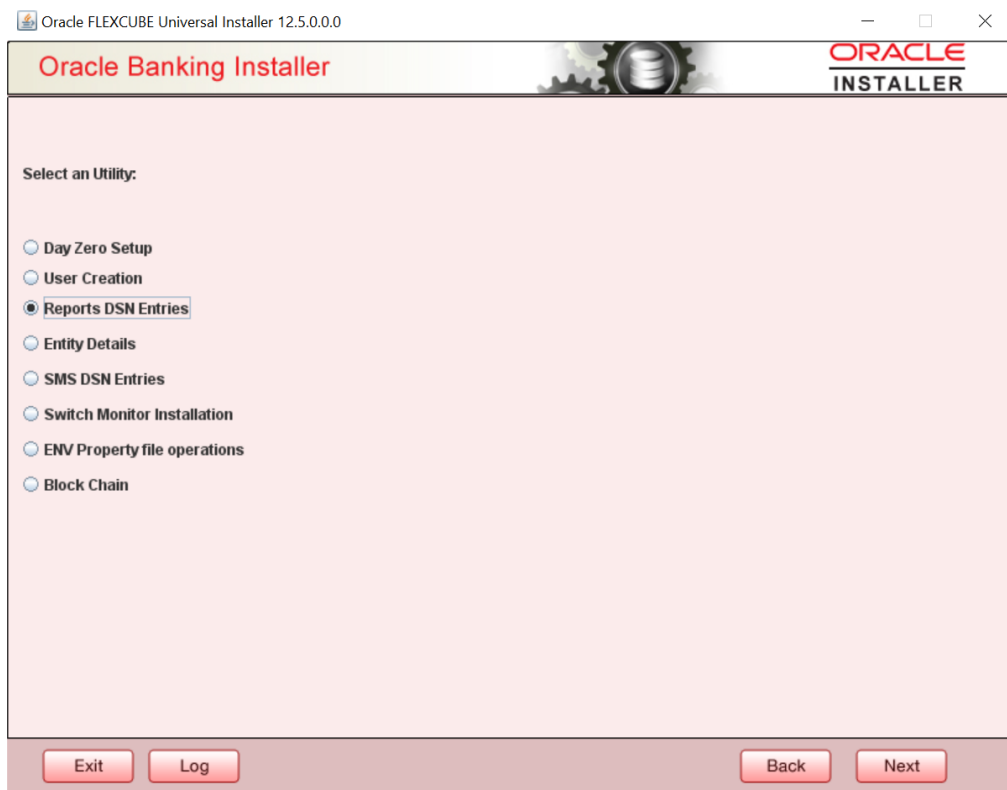 Oracle FLEXCUBE Universal Installer 12.5.0.0.0
Oracle Banking Installer
ORACLE
INSTALLER
Select an Utility:
Day Zero Setup
User Creation
Reports DSN Entries
Entity Details
SMS DSN Entries
Switch Monitor Installation
ENV Property file operations
Block Chain
Exit Log Back Next